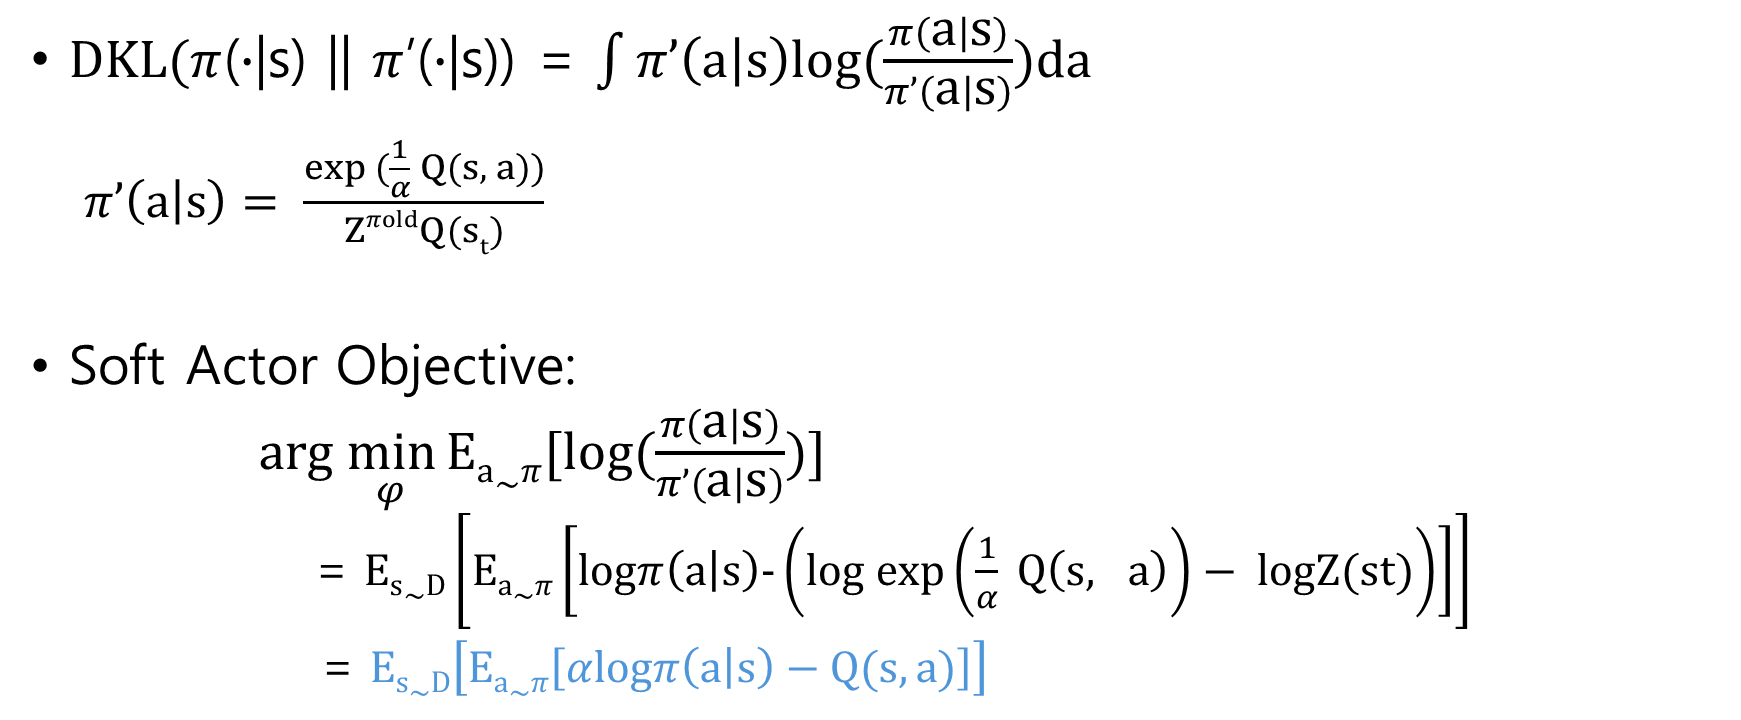 • DKL(π(·|s) || π′(·|s)) = ∫ π’(a|s)log(π(a|s)/π’(a|s))da
π’(a|s) = exp (1/α Q(s, a)) / Z^πold Q(s_t)
• Soft Actor Objective:
arg min_φ E_a~π[log(π(a|s)/π’(a|s))]
= E_s~D[E_a~π[logπ(a|s)-(log exp(1/α Q(s, a)) − logZ(st))]]
= E_s~D[E_a~π[αlogπ(a|s) − Q(s, a)]]